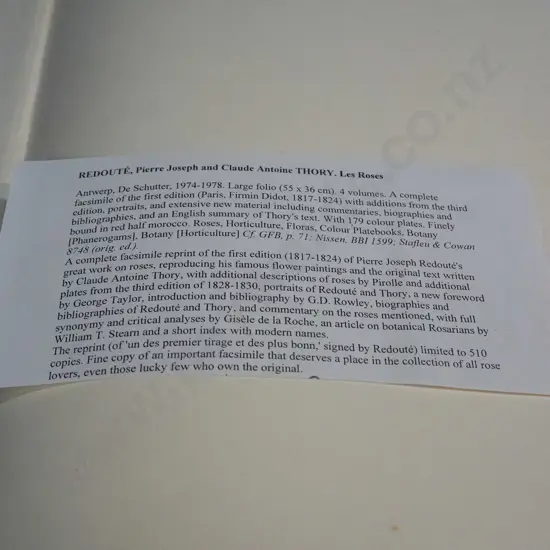 REDOUTÉ, Pierre Joseph and Claude Antoine THORY. Les Roses
Antwerp, De Schutter, 1974-1978. Large folio (55 x 36 cm). 4 volumes. A complete
facsimile of the first edition (Paris, Firmin Didot, 1817-1824) with additions from the third
edition, portraits, and extensive new material including commentaries, biographies and
bibliographies, and an English summary of Thory's text. With 179 colour plates. Finely
bound in red half morocco. Roses, Horticulture, Floras, Colour Platebooks, Botany
[Phanerogams], Botany [Horticulture] Cf. GFB, p. 71; Nissen, BBI 1599; Stafleu & Cowan
8748 (orig. ed.).
A complete facsimile reprint of the first edition (1817-1824) of Pierre Joseph Redouté's
great work on roses, reproducing his famous flower paintings and the original text written
by Claude Antoine Thory, with additional descriptions of roses by Pirolle and additional
plates from the third edition of 1828-1830, portraits of Redouté and Thory, a new foreword
by George Taylor, introduction and bibliography by G.D. Rowley, biographies and
bibliographies of Redouté and Thory, and commentary on the roses mentioned, with full
synonymy and critical analyses by Gisèle de la Roche, an article on botanical Rosarians by
William T. Stearn and a short index with modern names.
The reprint (of 'un des premier tirage et des plus bonn,' signed by Redouté) limited to 510
copies. Fine copy of an important facsimile that deserves a place in the collection of all rose
lovers, even those lucky few who own the original.